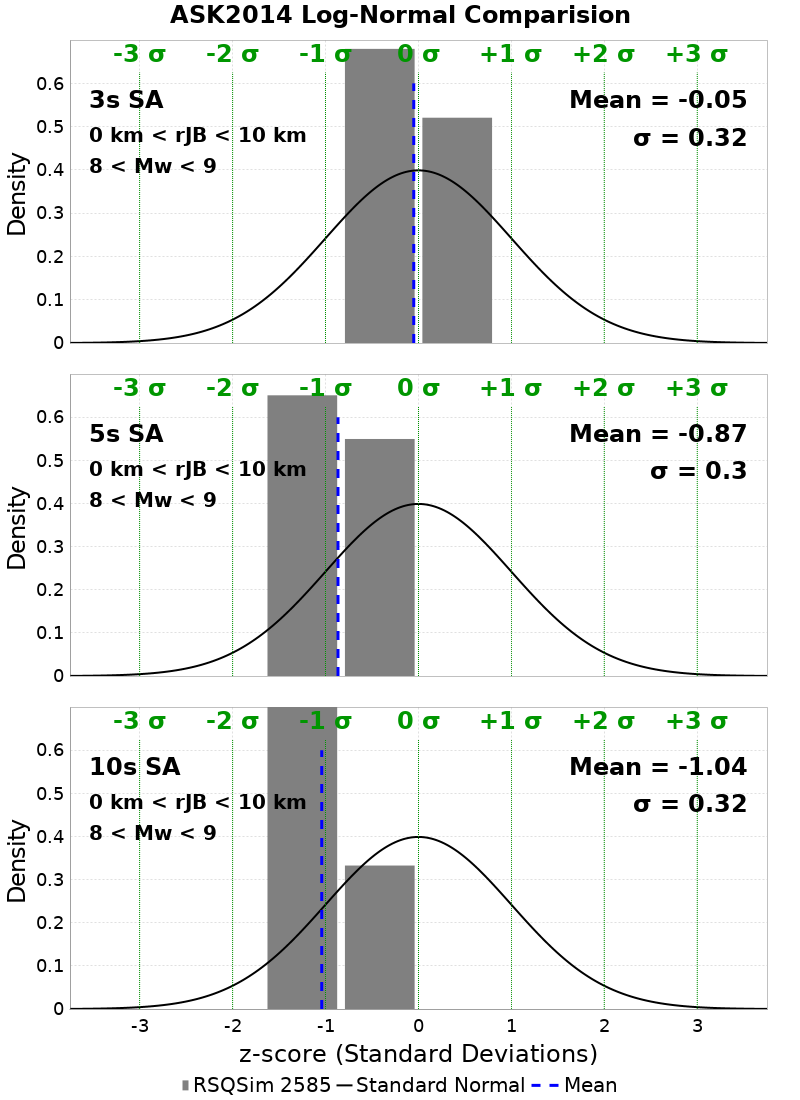 ASK2014 Log-Normal Comparision
-3 σ -2 σ -1 σ 0 σ +1 σ +2 σ +3 σ
3s SA
0 km < rJB < 10 km
8 < Mw < 9
Mean = -0.05
σ = 0.32
Density
0.6
0.5
0.4
0.3
0.2
0.1
0
-3 σ -2 σ -1 σ 0 σ +1 σ +2 σ +3 σ
5s SA
0 km < rJB < 10 km
8 < Mw < 9
Mean = -0.87
σ = 0.3
Density
0.6
0.5
0.4
0.3
0.2
0.1
0
-3 σ -2 σ -1 σ 0 σ +1 σ +2 σ +3 σ
10s SA
0 km < rJB < 10 km
8 < Mw < 9
Mean = -1.04
σ = 0.32
Density
0.6
0.5
0.4
0.3
0.2
0.1
0
-3 -2 -1 0 1 2 3
z-score (Standard Deviations)
RSQSim 2585 Standard Normal Mean